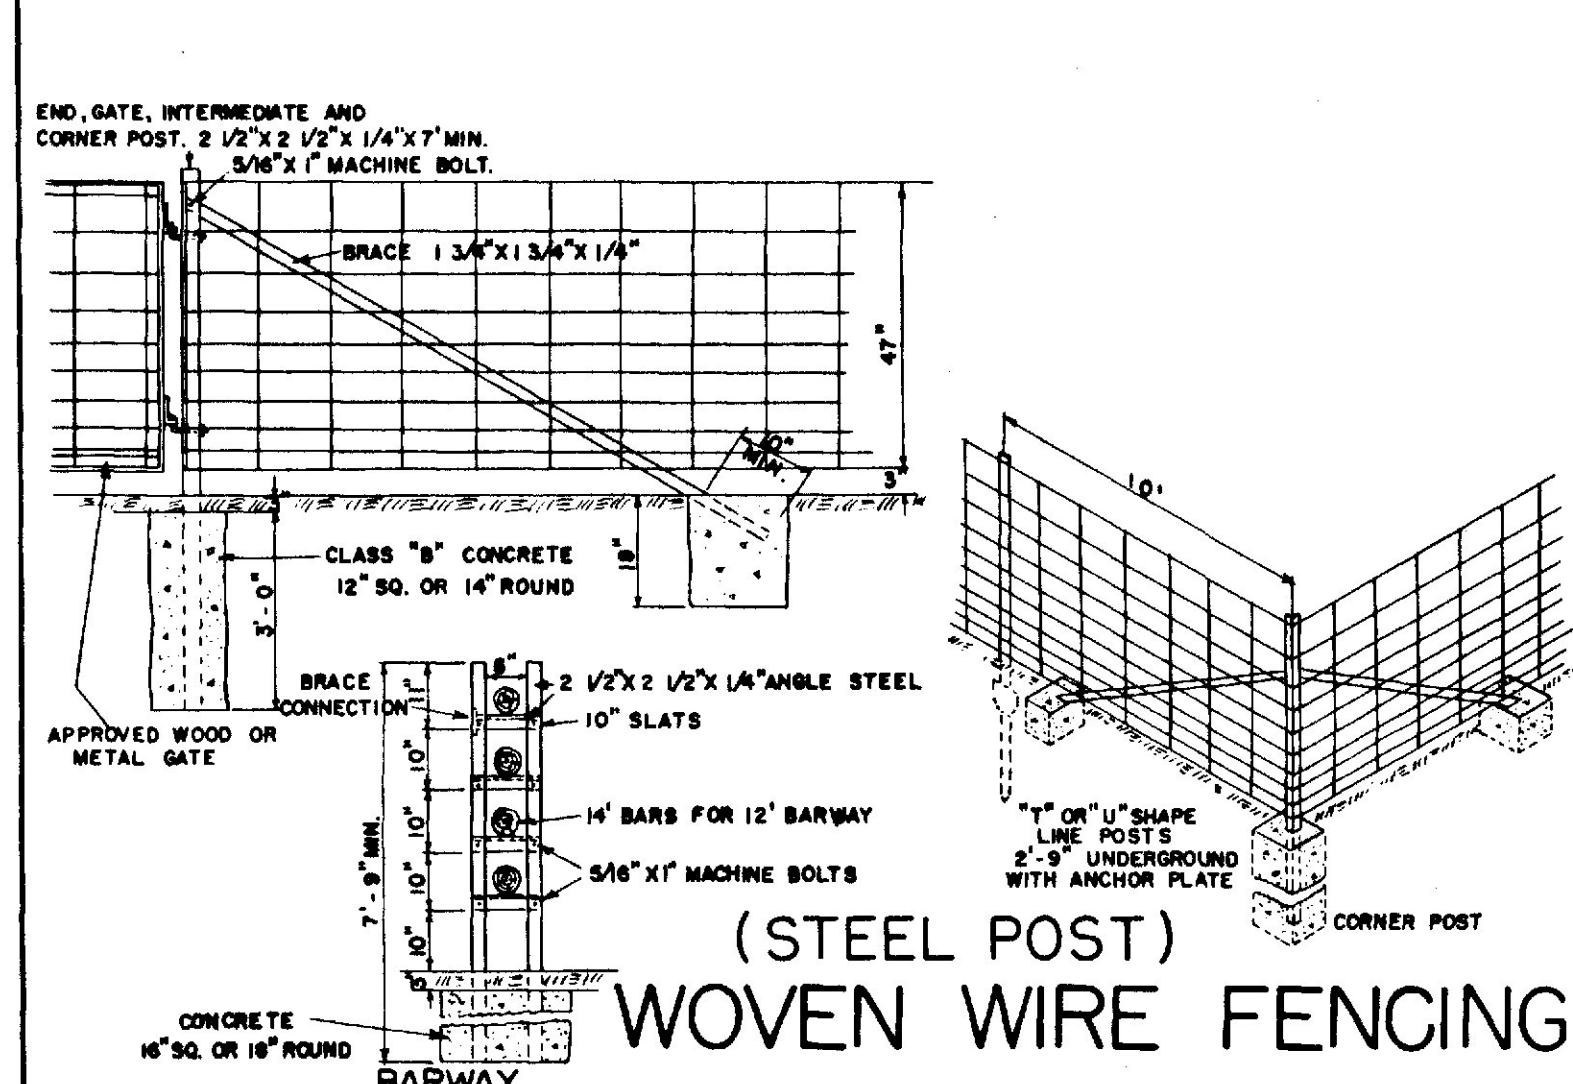 END, GATE, INTERMEDIATE AND
CORNER POST. 2 1/2"X 2 1/2"X 1/4"X 7' MIN.
5/16"X 1" MACHINE BOLT.
BRACE 1 3/4"X 1 3/4"X 1/4"
47"
10"
MIN.
3"
CLASS "B" CONCRETE
12" SQ. OR 14" ROUND
18"
3'-0"
APPROVED WOOD OR
METAL GATE
10'
"T" OR "U" SHAPE
LINE POSTS
2'-9" UNDERGROUND
WITH ANCHOR PLATE
CORNER POST
BRACE
CONNECTION
2 1/2"X 2 1/2"X 1/4" ANGLE STEEL
10" SLATS
11"
10"
10"
10"
10"
7'-9" MIN.
14' BARS FOR 12' BARWAY
5/16" X1" MACHINE BOLTS
CONCRETE
16" SQ. OR 18" ROUND
BARWAY
(STEEL POST)
WOVEN WIRE FENCING